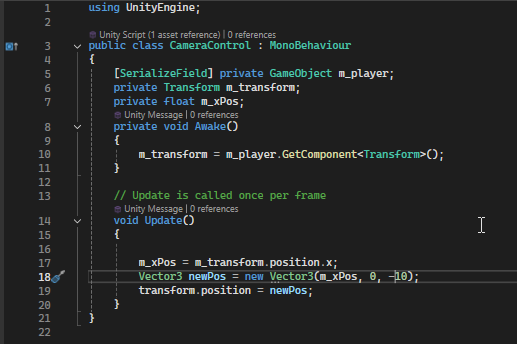 1 using UnityEngine;
2
Unity Script (1 asset reference) | 0 references
3 public class CameraControl : MonoBehaviour
4 {
5 [SerializeField] private GameObject m_player;
6 private Transform m_transform;
7 private float m_xPos;
Unity Message | 0 references
8 private void Awake()
9 {
10 m_transform = m_player.GetComponent<Transform>();
11 }
12
13 // Update is called once per frame
Unity Message | 0 references
14 void Update()
15 {
16
17 m_xPos = m_transform.position.x;
18 Vector3 newPos = new Vector3(m_xPos, 0, -10);
19 transform.position = newPos;
20 }
21 }
22